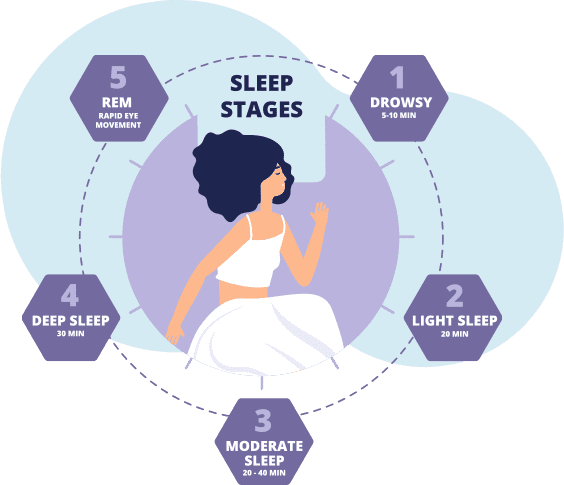 SLEEP
STAGES
1
DROWSY
5-10 MIN
2
LIGHT SLEEP
20 MIN
3
MODERATE
SLEEP
20 - 40 MIN
4
DEEP SLEEP
30 MIN
5
REM
RAPID EYE
MOVEMENT